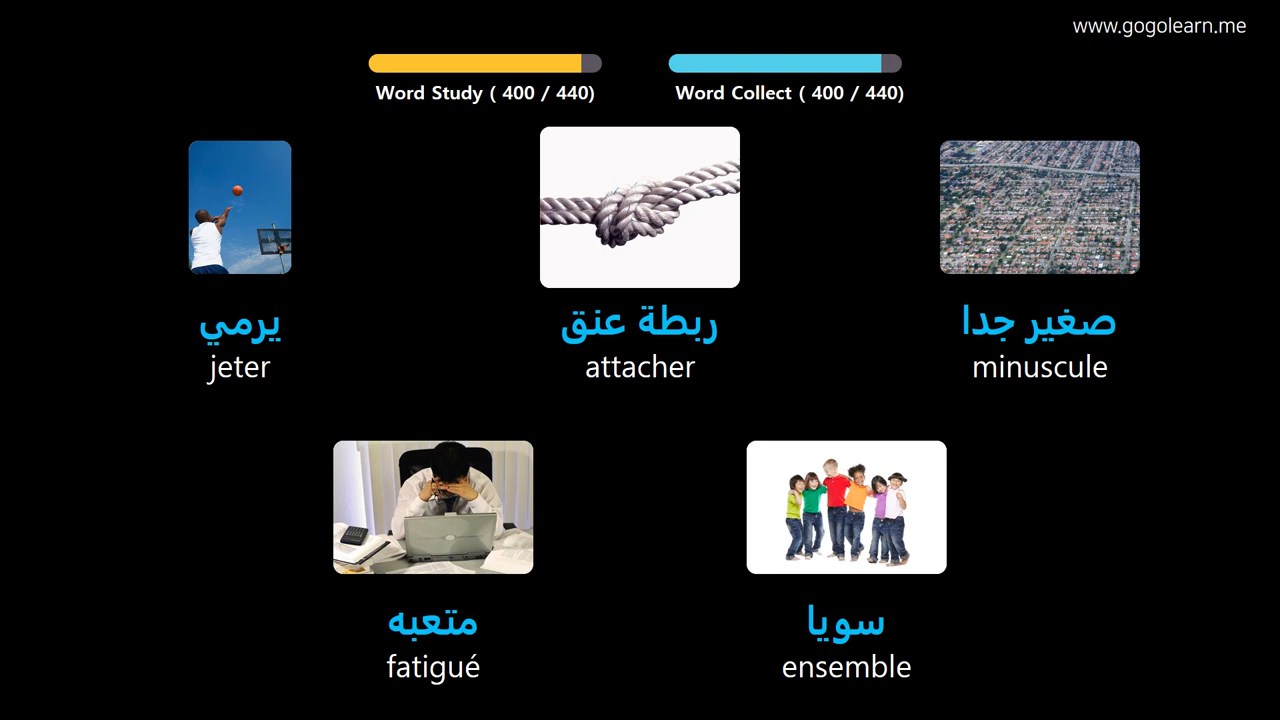 www.gogolearn.me
Word Study ( 400 / 440)
Word Collect ( 400 / 440)
يرمي
jeter
ربطة عنق
attacher
صغير جدا
minuscule
متعبه
fatigué
سويا
ensemble